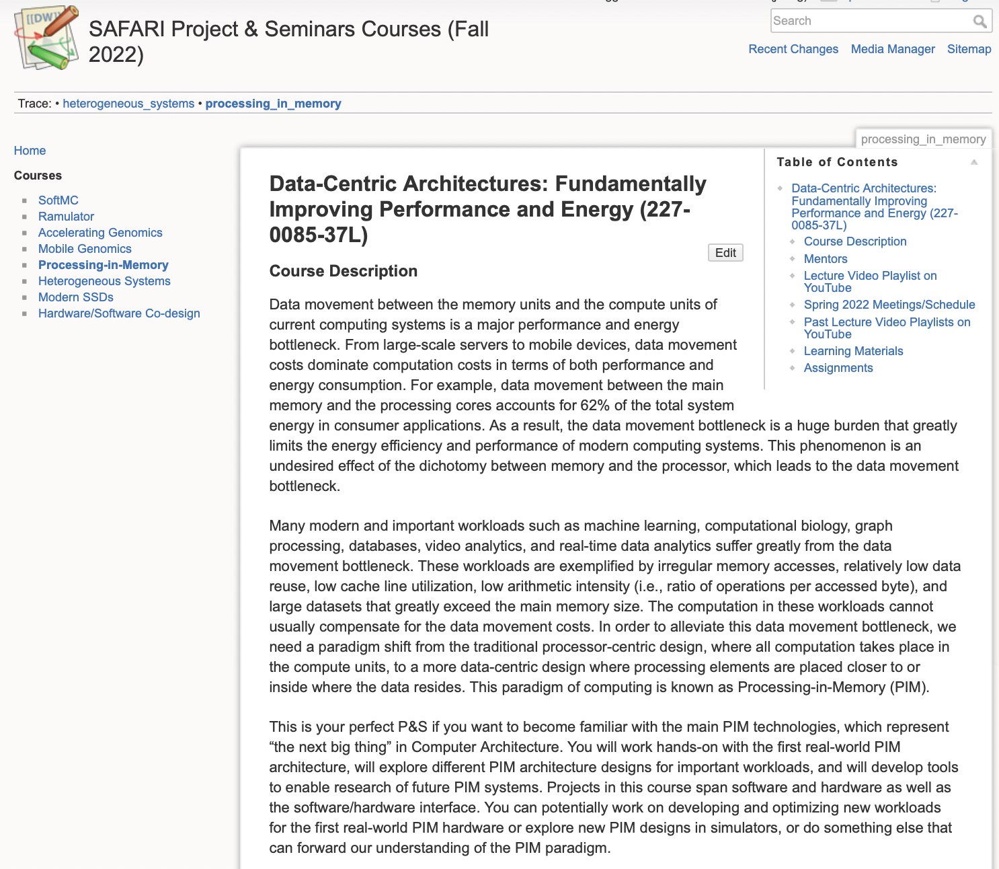 [[DW]]
SAFARI Project & Seminars Courses (Fall
2022)
Search
Recent Changes Media Manager Sitemap
Trace: • heterogeneous_systems • processing_in_memory
processing_in_memory
Home
Courses
SoftMC
Ramulator
Accelerating Genomics
Mobile Genomics
Processing-in-Memory
Heterogeneous Systems
Modern SSDs
Hardware/Software Co-design
Table of Contents
Data-Centric Architectures:
Fundamentally Improving
Performance and Energy (227-
0085-37L)
Course Description
Mentors
Lecture Video Playlist on
YouTube
Spring 2022 Meetings/Schedule
Past Lecture Video Playlists on
YouTube
Learning Materials
Assignments
Data-Centric Architectures: Fundamentally
Improving Performance and Energy (227-
0085-37L)
Edit
Course Description
Data movement between the memory units and the compute units of
current computing systems is a major performance and energy
bottleneck. From large-scale servers to mobile devices, data movement
costs dominate computation costs in terms of both performance and
energy consumption. For example, data movement between the main
memory and the processing cores accounts for 62% of the total system
energy in consumer applications. As a result, the data movement bottleneck is a huge burden that greatly
limits the energy efficiency and performance of modern computing systems. This phenomenon is an
undesired effect of the dichotomy between memory and the processor, which leads to the data movement
bottleneck.
Many modern and important workloads such as machine learning, computational biology, graph
processing, databases, video analytics, and real-time data analytics suffer greatly from the data
movement bottleneck. These workloads are exemplified by irregular memory accesses, relatively low data
reuse, low cache line utilization, low arithmetic intensity (i.e., ratio of operations per accessed byte), and
large datasets that greatly exceed the main memory size. The computation in these workloads cannot
usually compensate for the data movement costs. In order to alleviate this data movement bottleneck, we
need a paradigm shift from the traditional processor-centric design, where all computation takes place in
the compute units, to a more data-centric design where processing elements are placed closer to or
inside where the data resides. This paradigm of computing is known as Processing-in-Memory (PIM).
This is your perfect P&S if you want to become familiar with the main PIM technologies, which represent
“the next big thing” in Computer Architecture. You will work hands-on with the first real-world PIM
architecture, will explore different PIM architecture designs for important workloads, and will develop tools
to enable research of future PIM systems. Projects in this course span software and hardware as well as
the software/hardware interface. You can potentially work on developing and optimizing new workloads
for the first real-world PIM hardware or explore new PIM designs in simulators, or do something else that
can forward our understanding of the PIM paradigm.